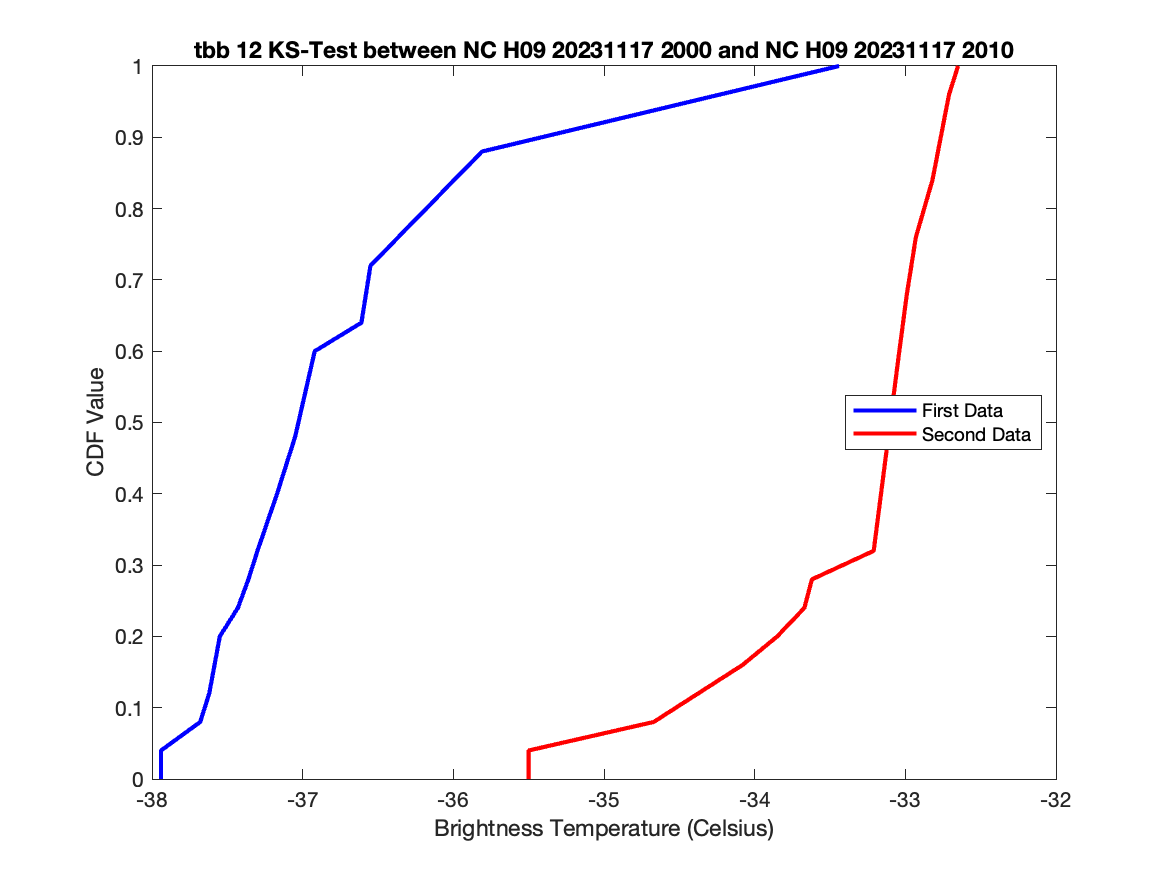 tbb 12 KS-Test between NC H09 20231117 2000 and NC H09 20231117 2010
1
0.9
0.8
0.7
0.6
0.5
0.4
0.3
0.2
0.1
0
CDF Value
First Data
Second Data
-38 -37 -36 -35 -34 -33 -32
Brightness Temperature (Celsius)